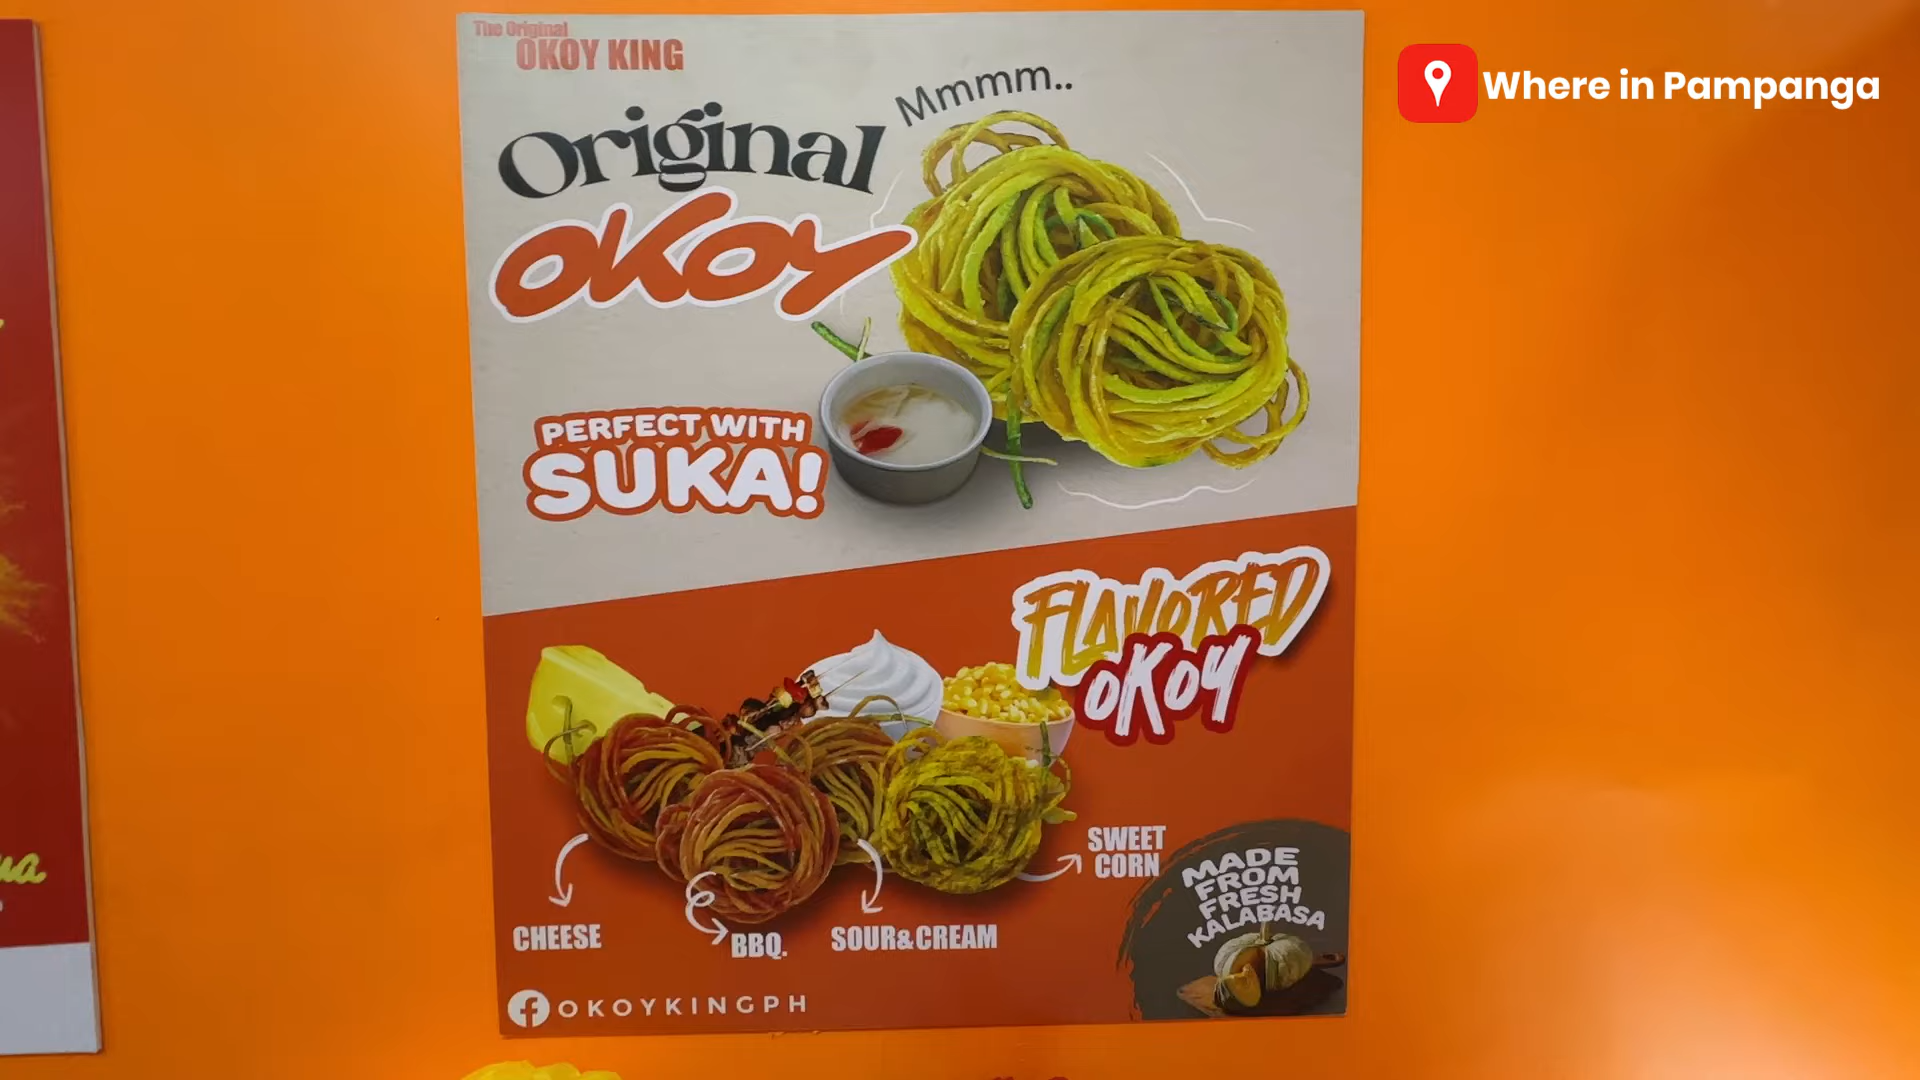 The Original
OKOY KING
Mmmm..
Original
OKOY
PERFECT WITH
SUKA!
FLAVORED
OKOY
CHEESE
BBQ.
SOUR&CREAM
SWEET
CORN
MADE
FROM
FRESH
KALABASA
OKOYKINGPH
Where in Pampanga